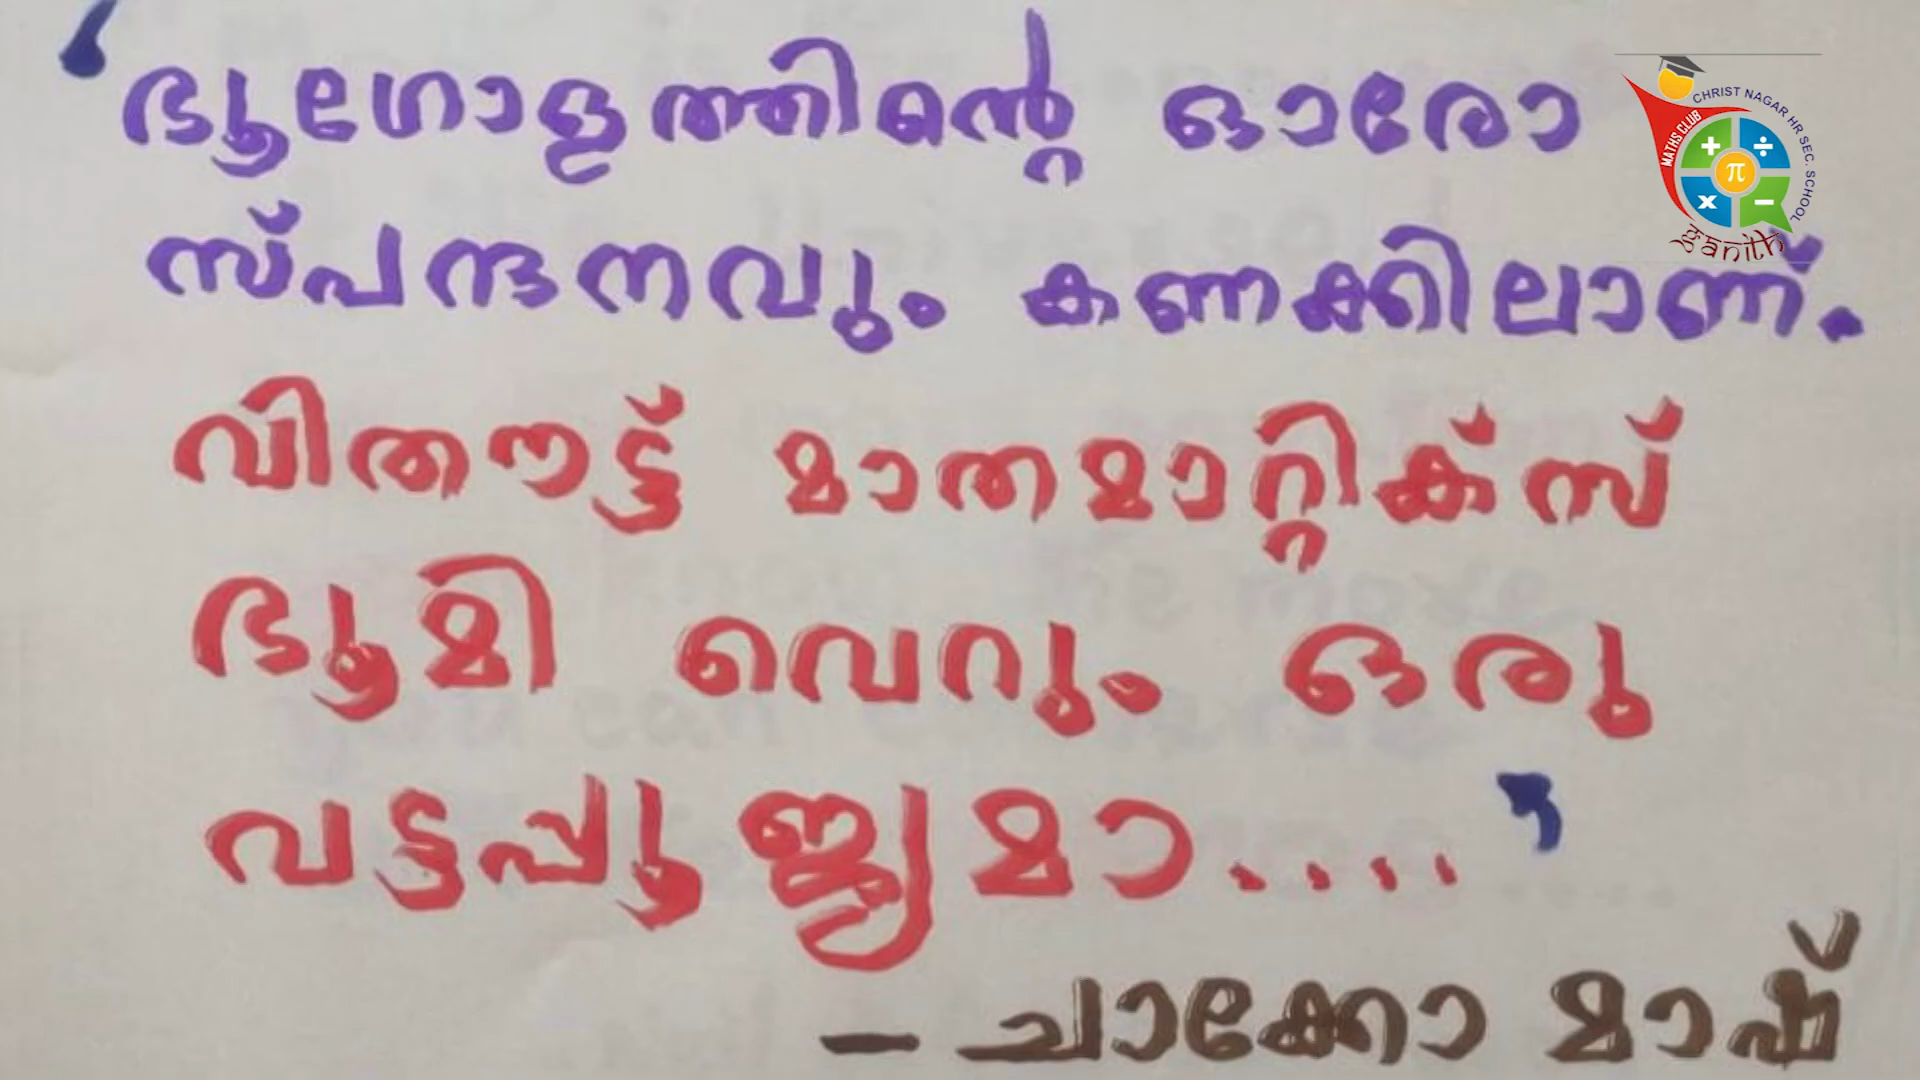 ‘ഭൂഗോളത്തിന്റെ ഓരോ
സ്പന്ദനവും കണക്കിലാണ്.
വിതൗട്ട് മാതമാറ്റിക്സ്
ഭൂമി വെറും ഒരു
വട്ടപ്പൂജ്യമാ....’
– ചാക്കോ മാഷ്
MATHS CLUB
CHRIST NAGAR HR SEC. SCHOOL
+ ÷
π
x −
ganith